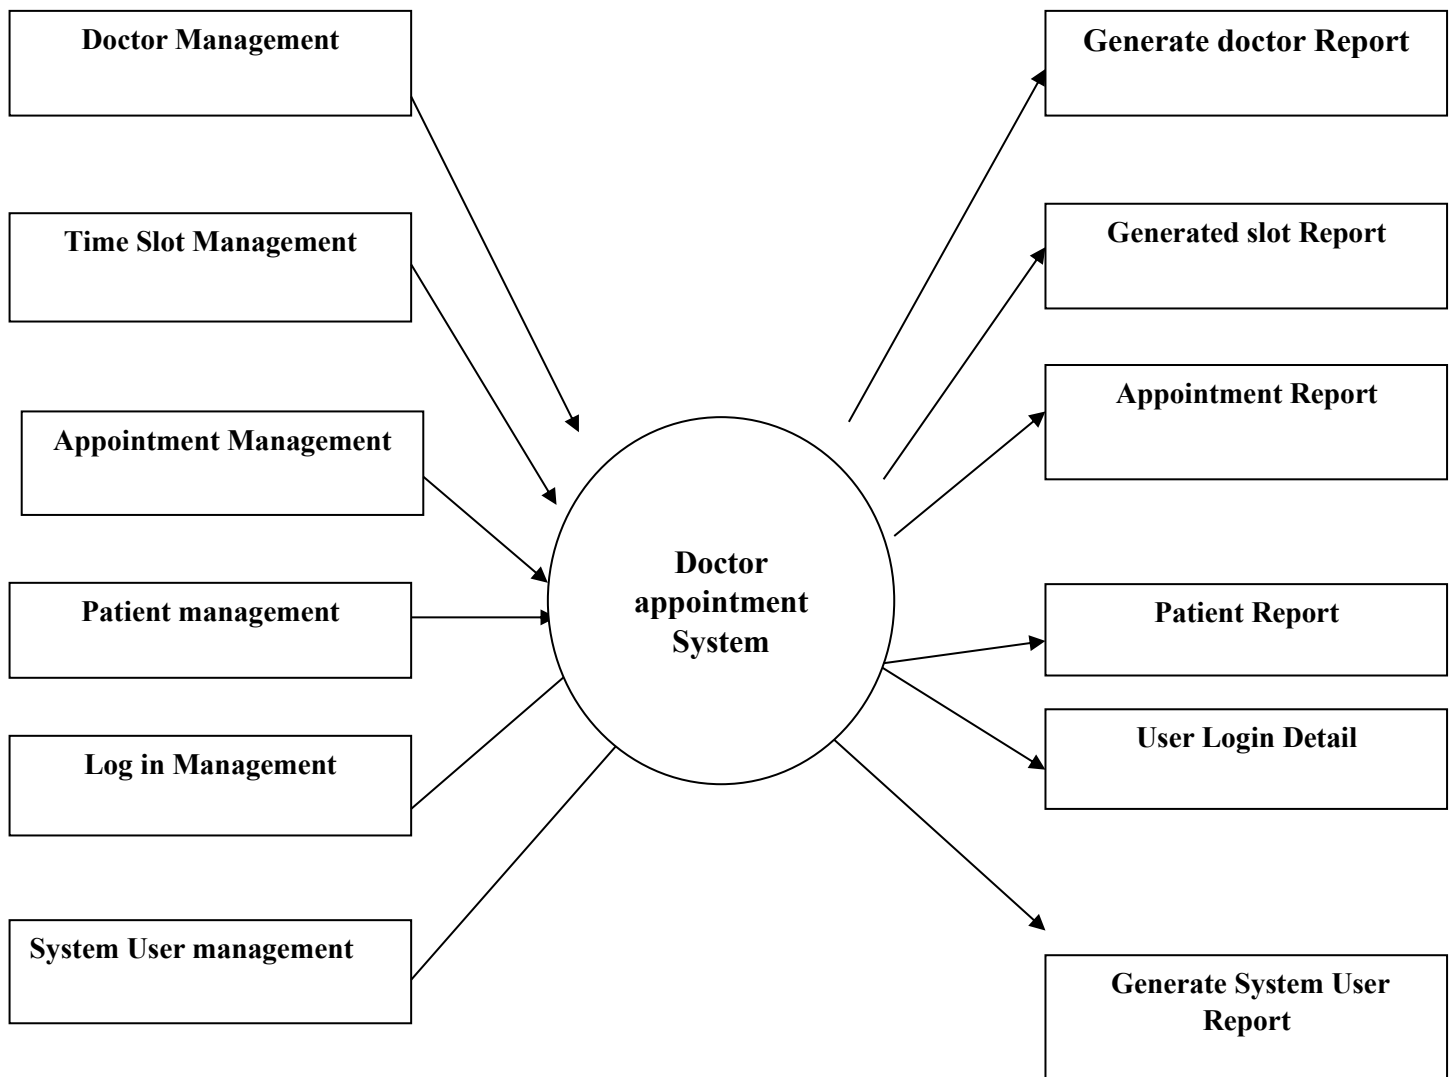 Doctor Management
Time Slot Management
Appointment Management
Patient management
Log in Management
System User management
Doctor
appointment
System
Generate doctor Report
Generated slot Report
Appointment Report
Patient Report
User Login Detail
Generate System User
Report